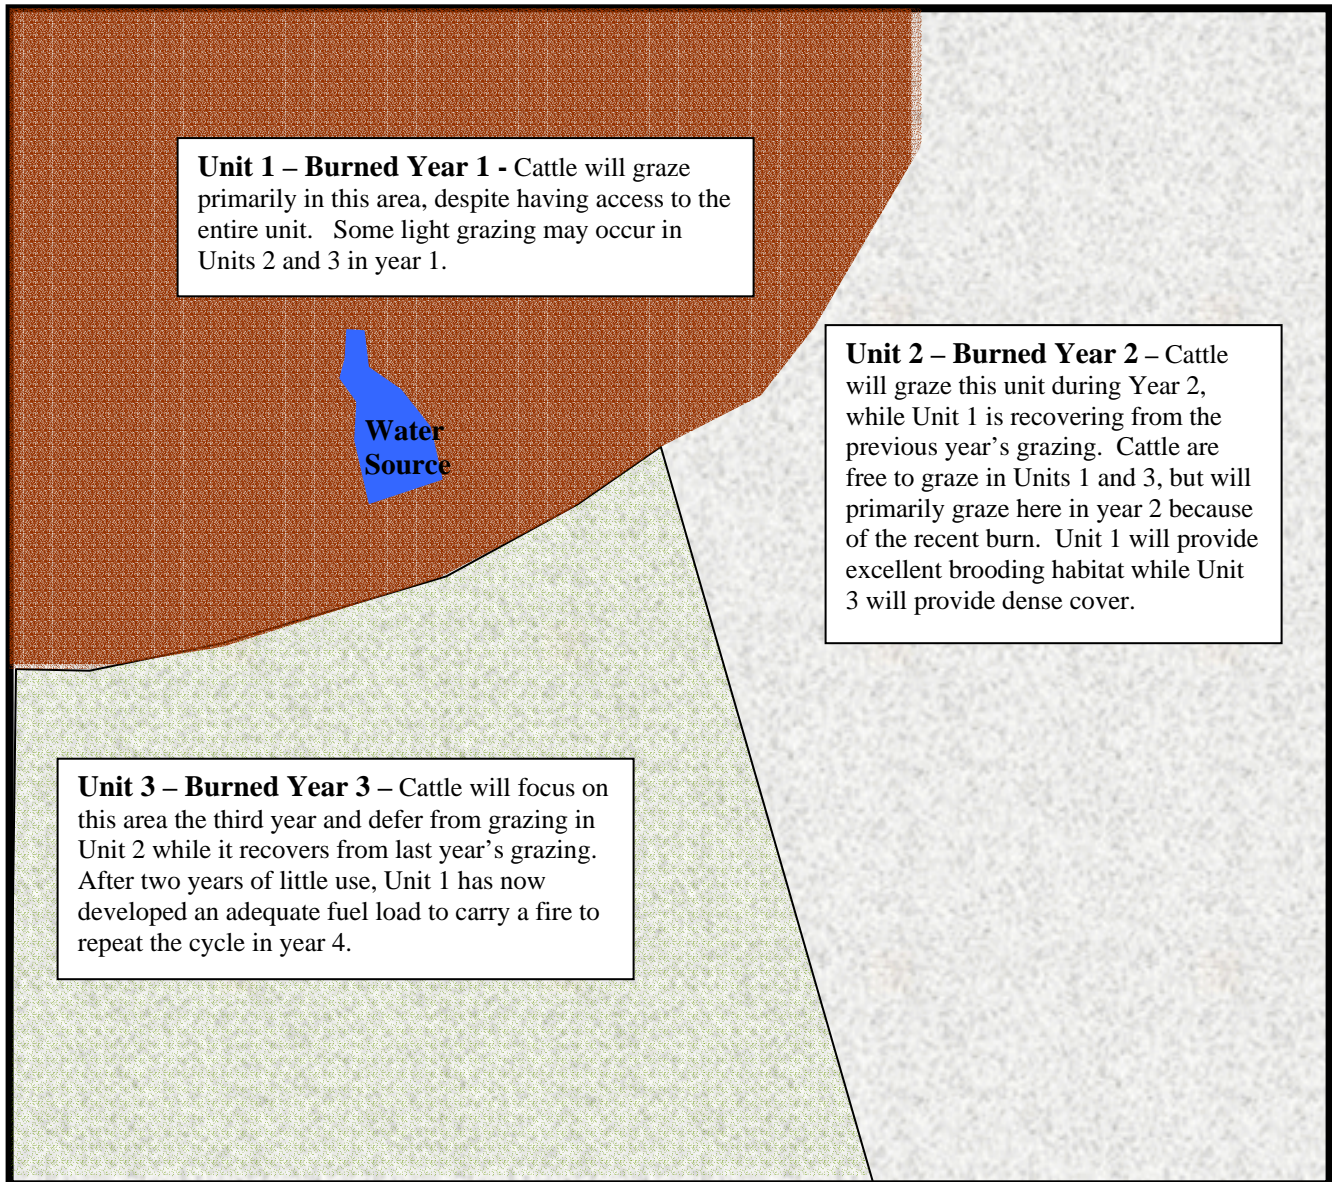 Unit 1 – Burned Year 1 - Cattle will graze
primarily in this area, despite having access to the
entire unit. Some light grazing may occur in
Units 2 and 3 in year 1.
Water
Source
Unit 2 – Burned Year 2 – Cattle
will graze this unit during Year 2,
while Unit 1 is recovering from the
previous year’s grazing. Cattle are
free to graze in Units 1 and 3, but will
primarily graze here in year 2 because
of the recent burn. Unit 1 will provide
excellent brooding habitat while Unit
3 will provide dense cover.
Unit 3 – Burned Year 3 – Cattle will focus on
this area the third year and defer from grazing in
Unit 2 while it recovers from last year’s grazing.
After two years of little use, Unit 1 has now
developed an adequate fuel load to carry a fire to
repeat the cycle in year 4.